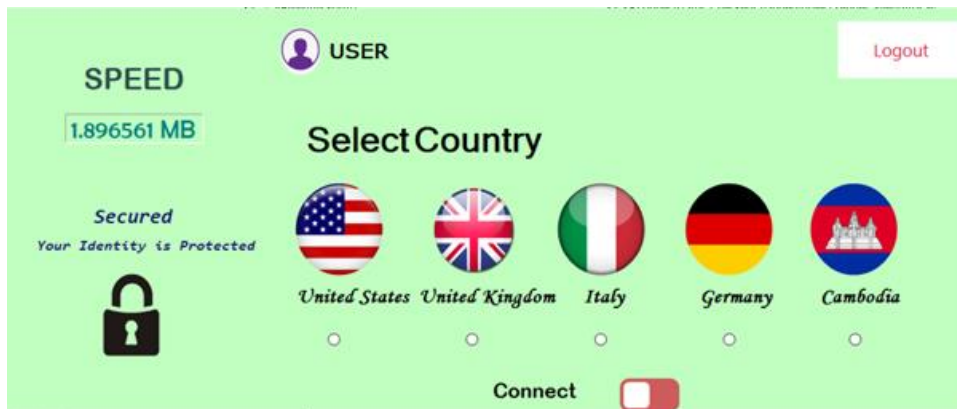 USER
Logout
SPEED
1.896561 MB
Select Country
Secured
Your Identity is Protected
United States United Kingdom Italy Germany Cambodia
Connect